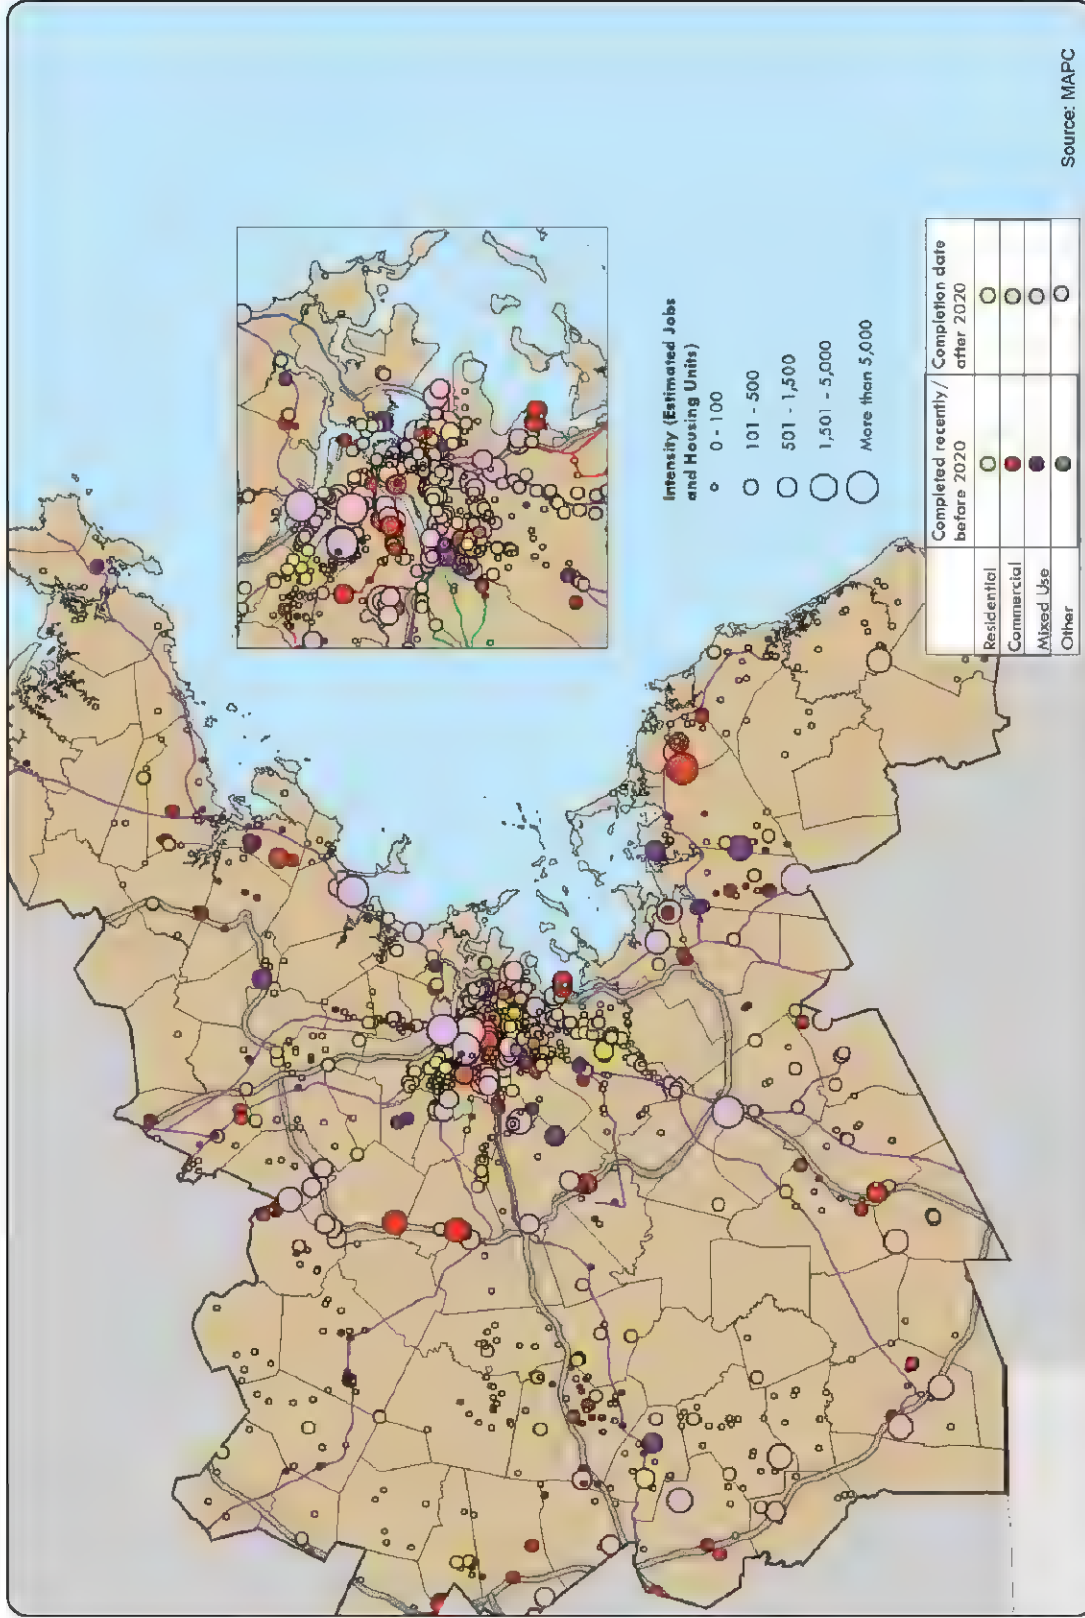 Intensity (Estimated Jobs
and Housing Units)
0 - 100
101 - 500
501 - 1,500
1,501 - 5,000
More than 5,000
Completed recently/
before 2020
Completion date
after 2020
Residential
Commercial
Mixed Use
Other
Source: MAPC